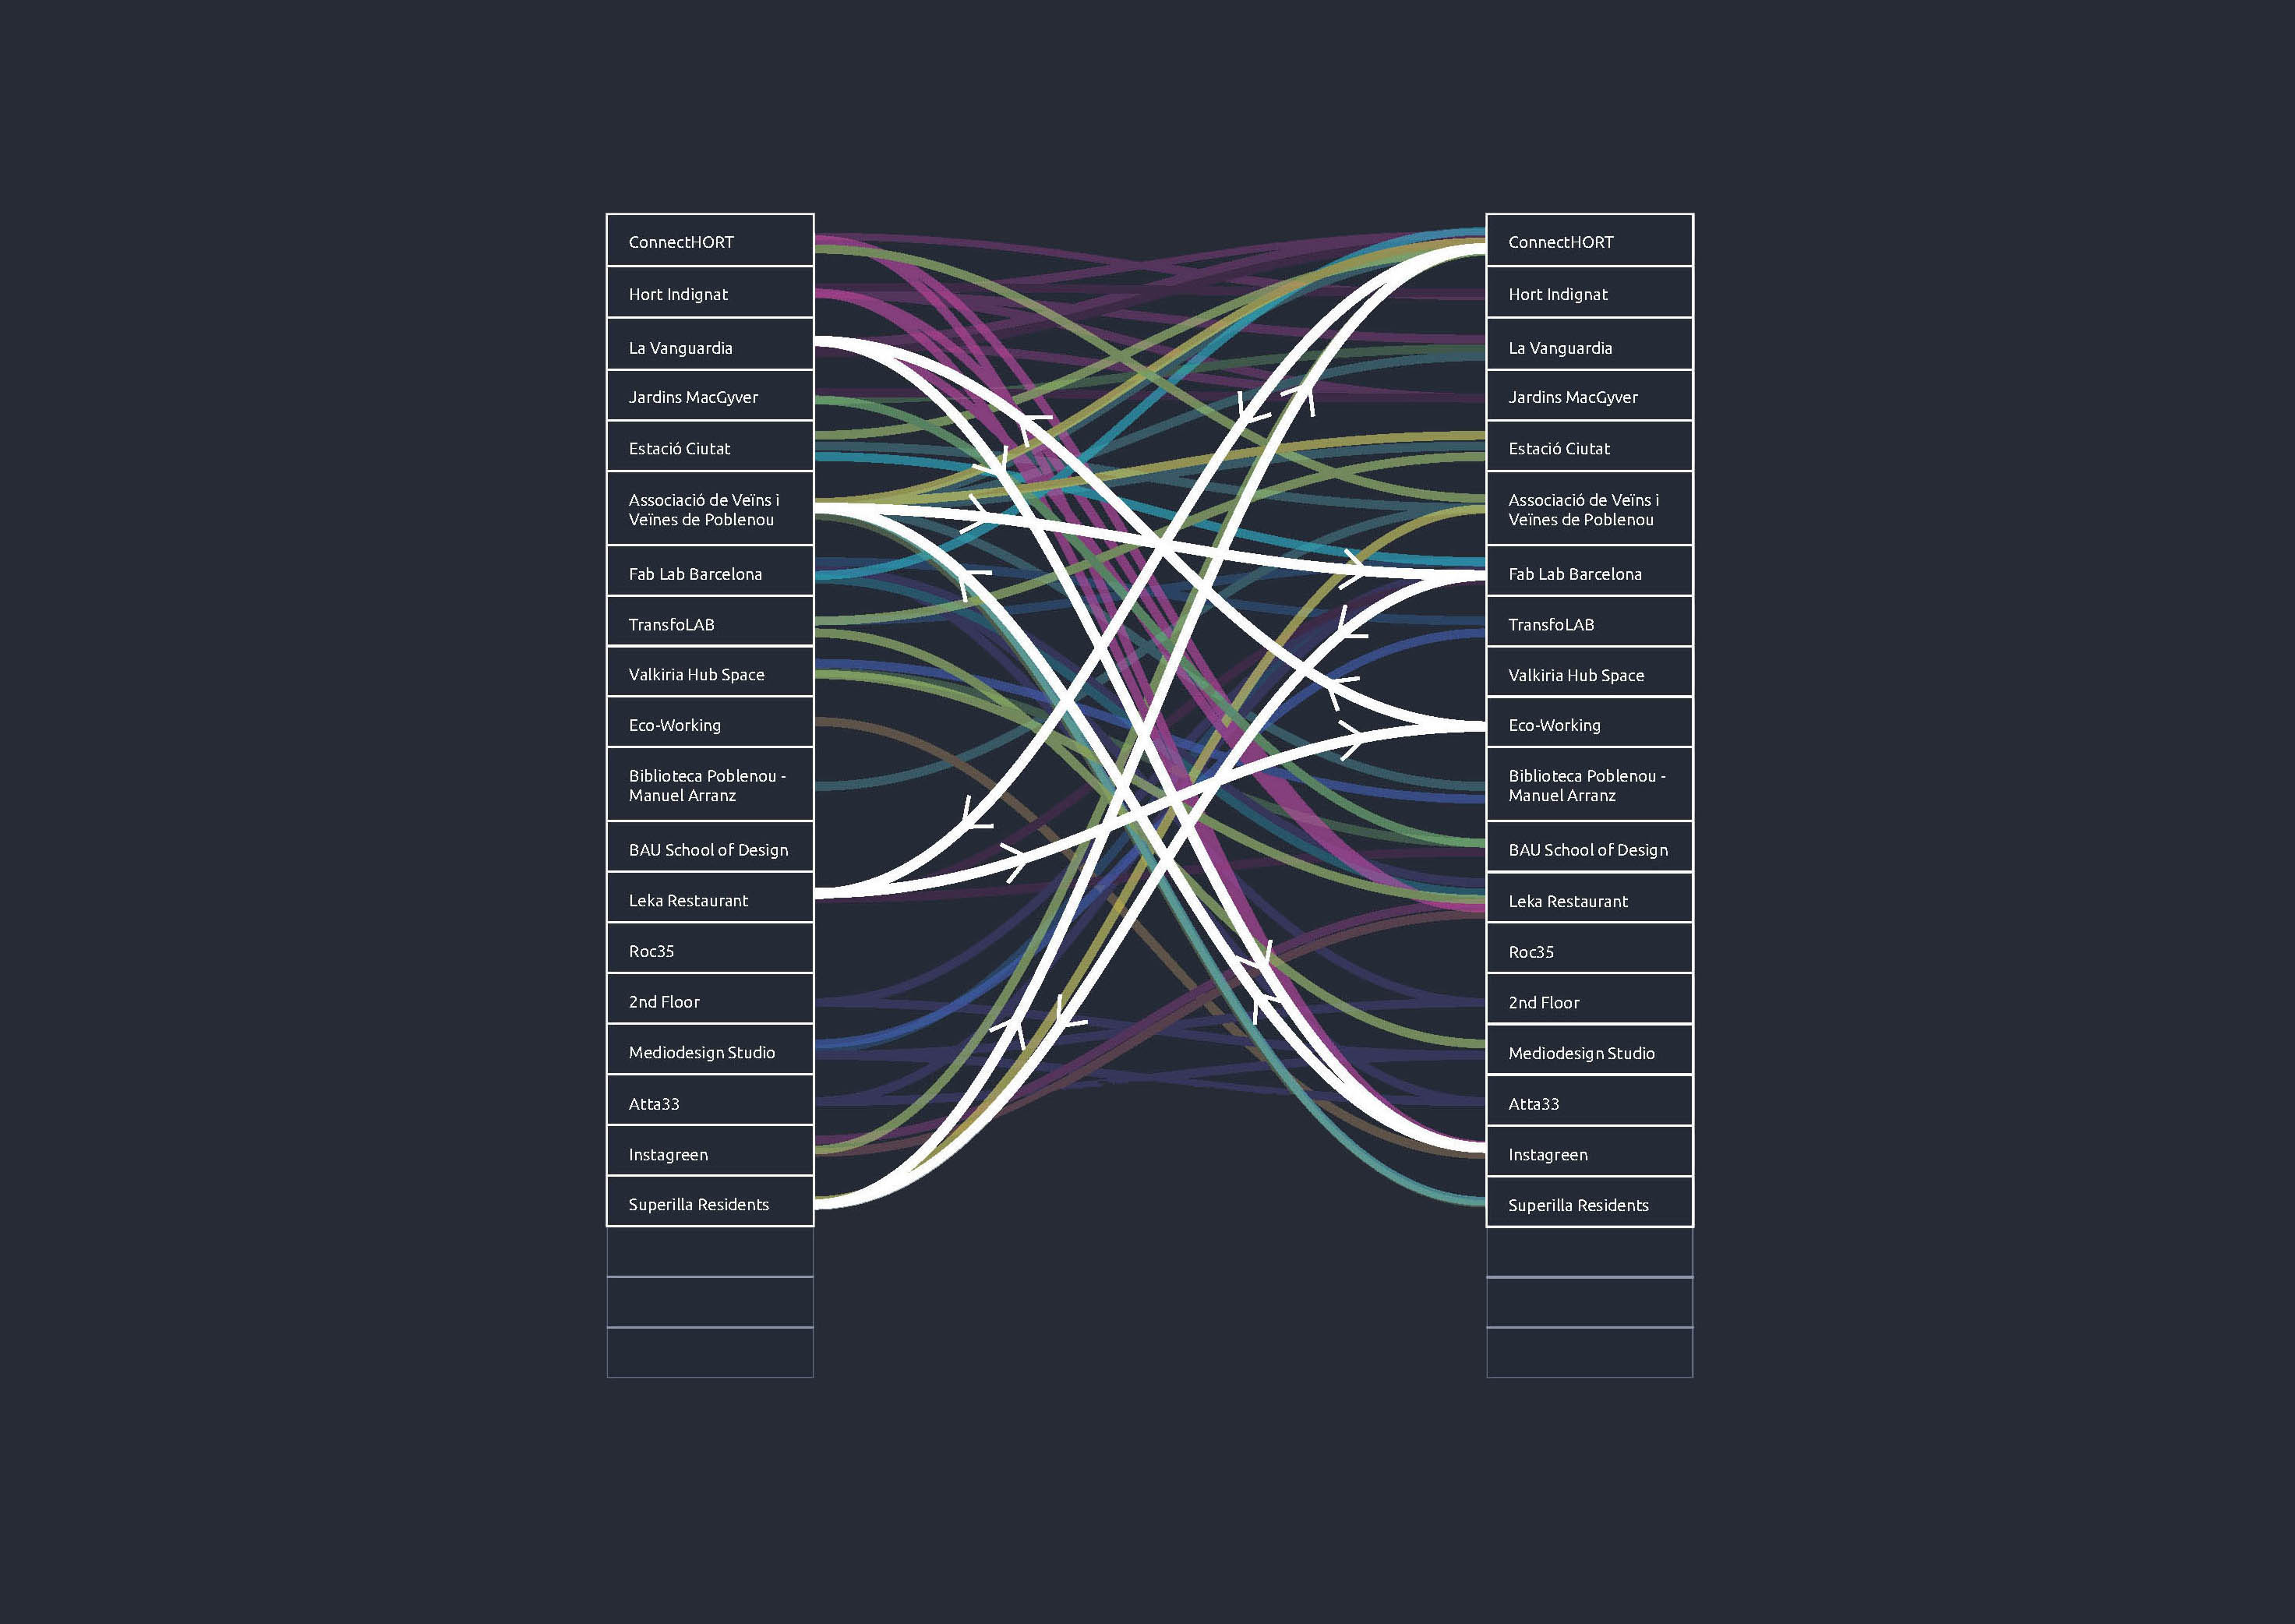 ConnectHORT
Hort Indignat
La Vanguardia
Jardins MacGyver
Estació Ciutat
Associació de Veïns i
Veïnes de Poblenou
Fab Lab Barcelona
TransfoLAB
Valkiria Hub Space
Eco-Working
Biblioteca Poblenou -
Manuel Arranz
BAU School of Design
Leka Restaurant
Roc35
2nd Floor
Mediodesign Studio
Atta33
Instagreen
Superilla Residents
ConnectHORT
Hort Indignat
La Vanguardia
Jardins MacGyver
Estació Ciutat
Associació de Veïns i
Veïnes de Poblenou
Fab Lab Barcelona
TransfoLAB
Valkiria Hub Space
Eco-Working
Biblioteca Poblenou -
Manuel Arranz
BAU School of Design
Leka Restaurant
Roc35
2nd Floor
Mediodesign Studio
Atta33
Instagreen
Superilla Residents